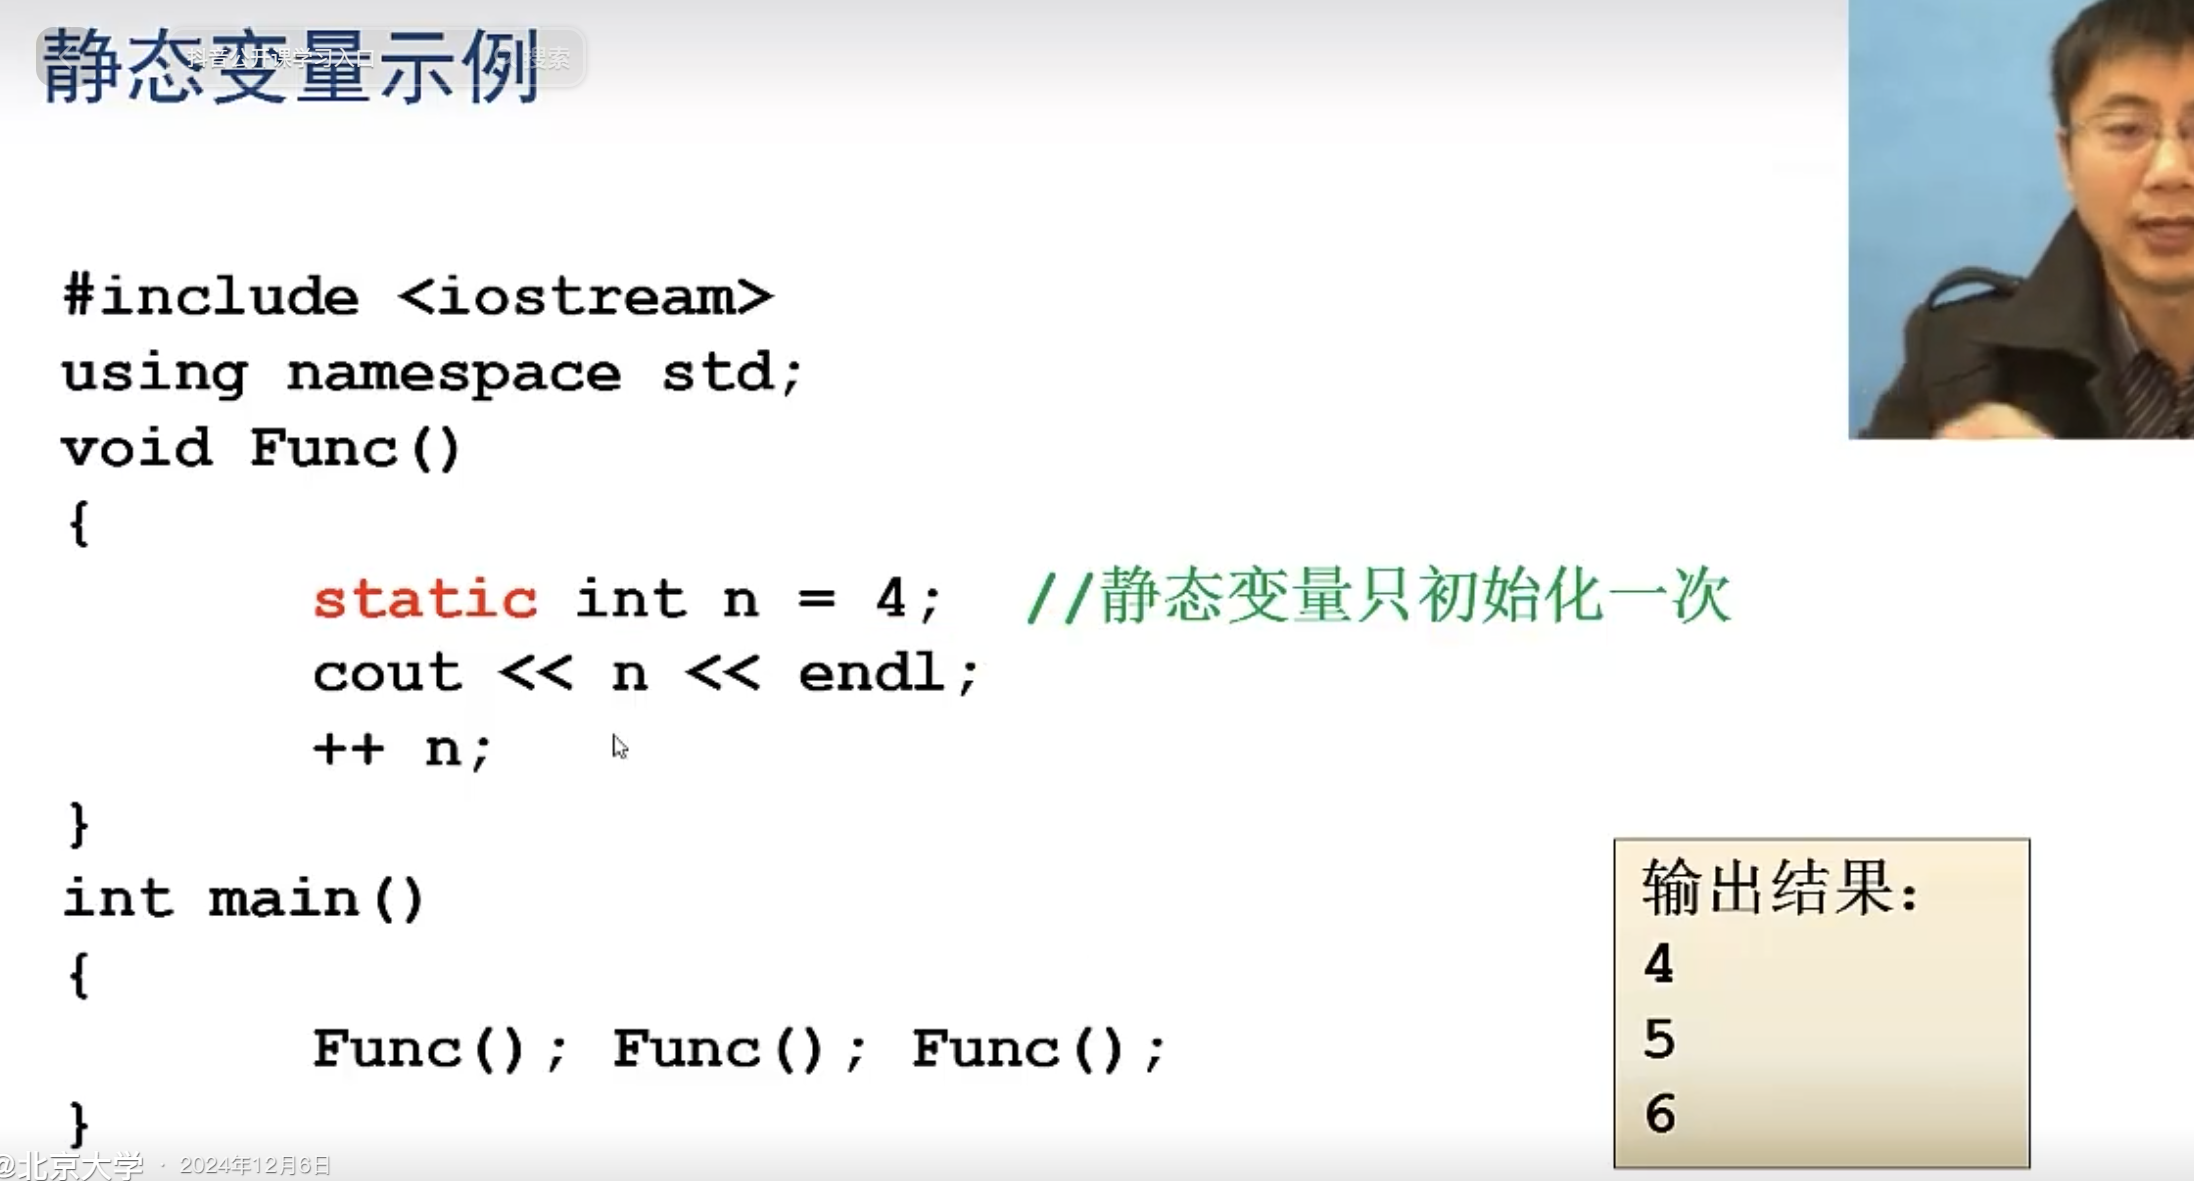 静态变量示例
抖音公开课学习入口
搜索
#include <iostream>
using namespace std;
void Func()
{
static int n = 4; //静态变量只初始化一次
cout << n << endl;
++ n;
}
int main()
{
Func(); Func(); Func();
}
输出结果:
4
5
6
@北京大学 · 2024年12月6日